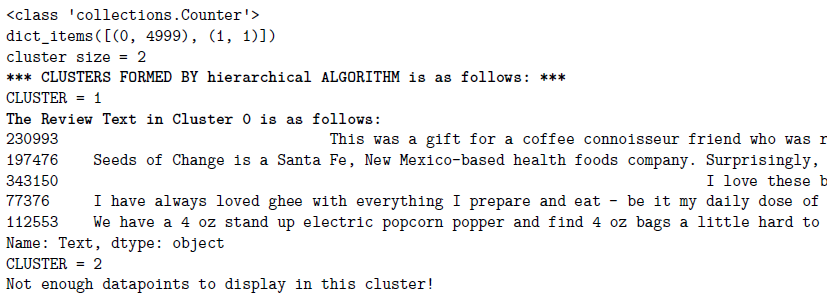 <class 'collections.Counter'>
dict_items([(0, 4999), (1, 1)])
cluster size = 2
*** CLUSTERS FORMED BY hierarchical ALGORITHM is as follows: ***
CLUSTER = 1
The Review Text in Cluster 0 is as follows:
230993 This was a gift for a coffee connoisseur friend who was r
197476 Seeds of Change is a Santa Fe, New Mexico-based health foods company. Surprisingly,
343150 I love these b
77376 I have always loved ghee with everything I prepare and eat - be it my daily dose of
112553 We have a 4 oz stand up electric popcorn popper and find 4 oz bags a little hard to
Name: Text, dtype: object
CLUSTER = 2
Not enough datapoints to display in this cluster!